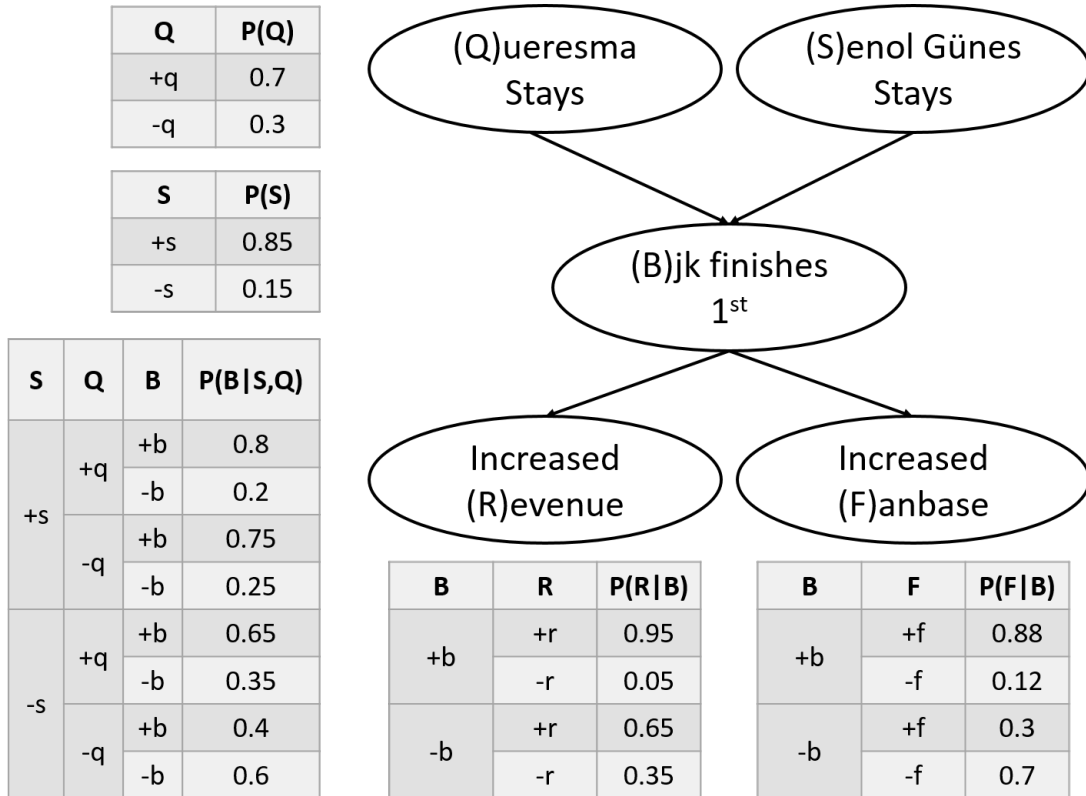 Q P(Q)
+q 0.7
-q 0.3
S P(S)
+s 0.85
-s 0.15
S Q B P(B|S,Q)
+s +q +b 0.8
-b 0.2
-q +b 0.75
-b 0.25
-s +q +b 0.65
-b 0.35
-q +b 0.4
-b 0.6
(Q)ueresma
Stays
(S)enol Günes
Stays
(B)jk finishes
1st
Increased
(R)evenue
Increased
(F)anbase
B R P(R|B)
+b +r 0.95
-r 0.05
-b +r 0.65
-r 0.35
B F P(F|B)
+b +f 0.88
-f 0.12
-b +f 0.3
-f 0.7